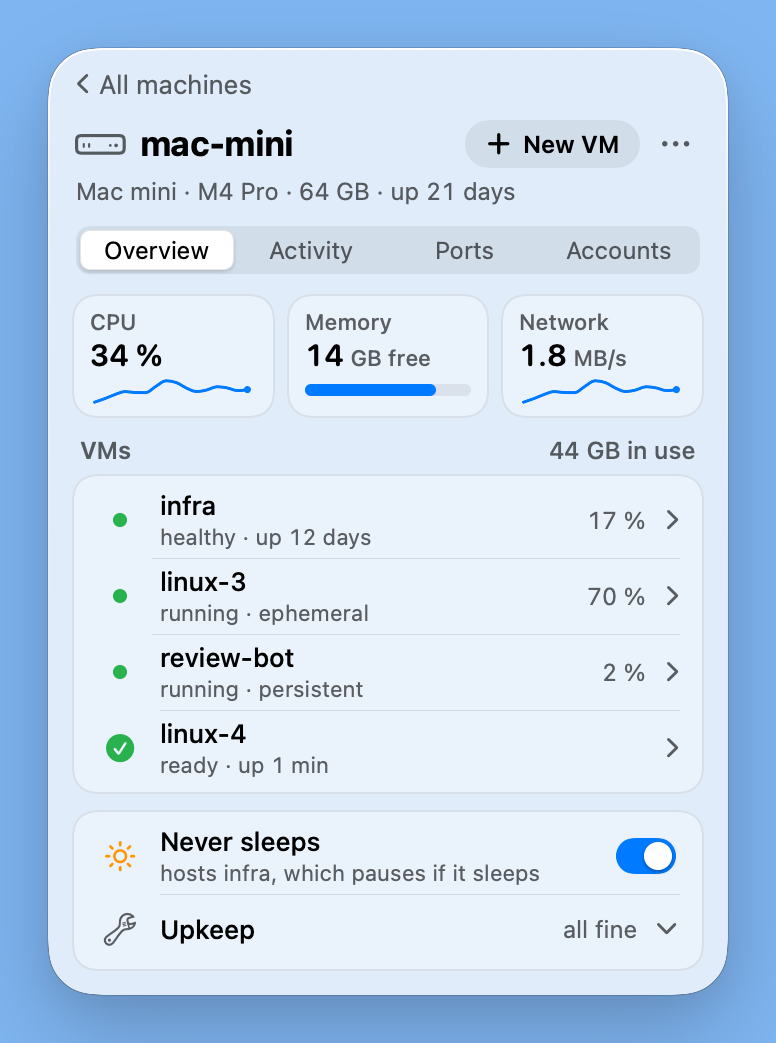 All machines
mac-mini
New VM
Mac mini · M4 Pro · 64 GB · up 21 days
Overview Activity Ports Accounts
CPU Memory Network
34 % 14 GB free 1.8 MB/s
VMs 44 GB in use
infra
healthy · up 12 days
17 %
linux-3
running · ephemeral
70 %
review-bot
running · persistent
2 %
linux-4
ready · up 1 min
Never sleeps
hosts infra, which pauses if it sleeps
Upkeep all fine